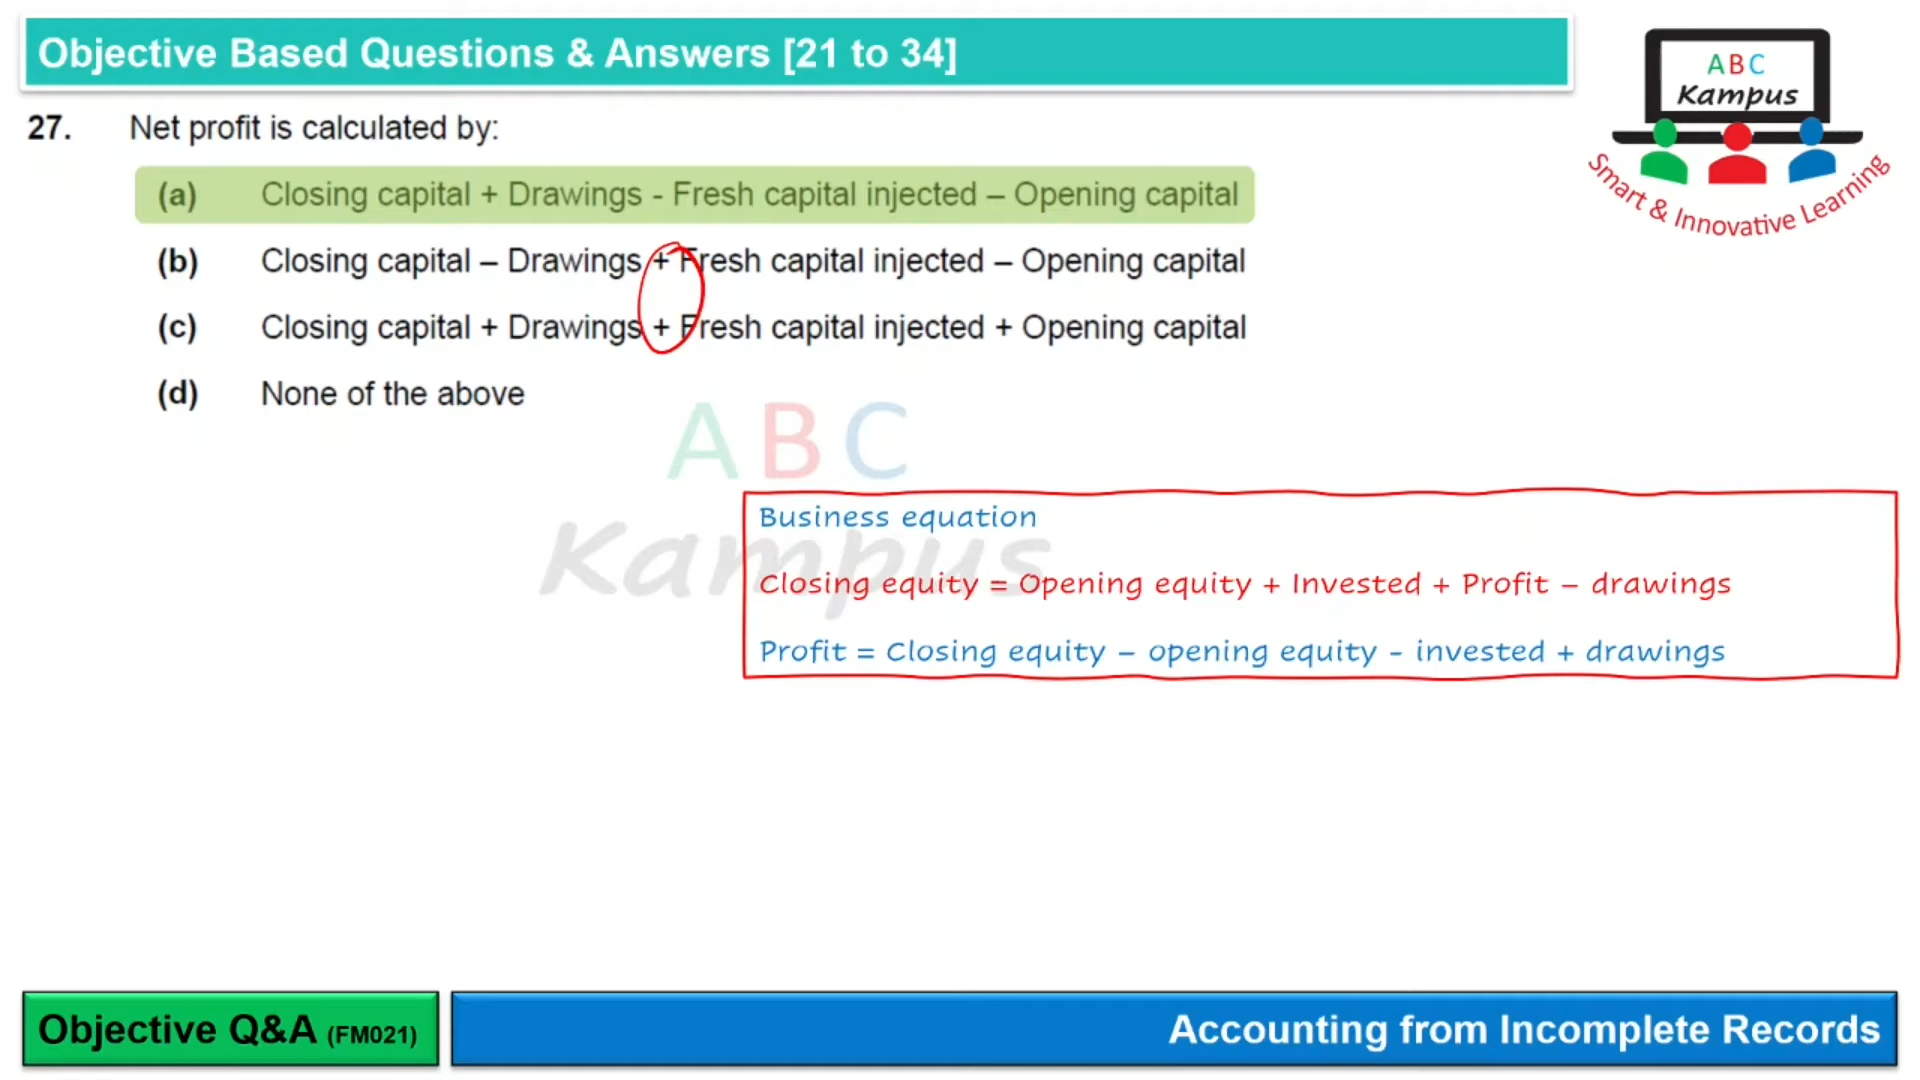 Objective Based Questions & Answers [21 to 34]
ABC
Kampus
Smart & Innovative Learning
27. Net profit is calculated by:
(a) Closing capital + Drawings - Fresh capital injected – Opening capital
(b) Closing capital – Drawings + Fresh capital injected – Opening capital
(c) Closing capital + Drawings + Fresh capital injected + Opening capital
(d) None of the above
ABC
Kampus
Business equation
Closing equity = Opening equity + Invested + Profit – drawings
Profit = Closing equity – opening equity - invested + drawings
Objective Q&A (FM021)
Accounting from Incomplete Records